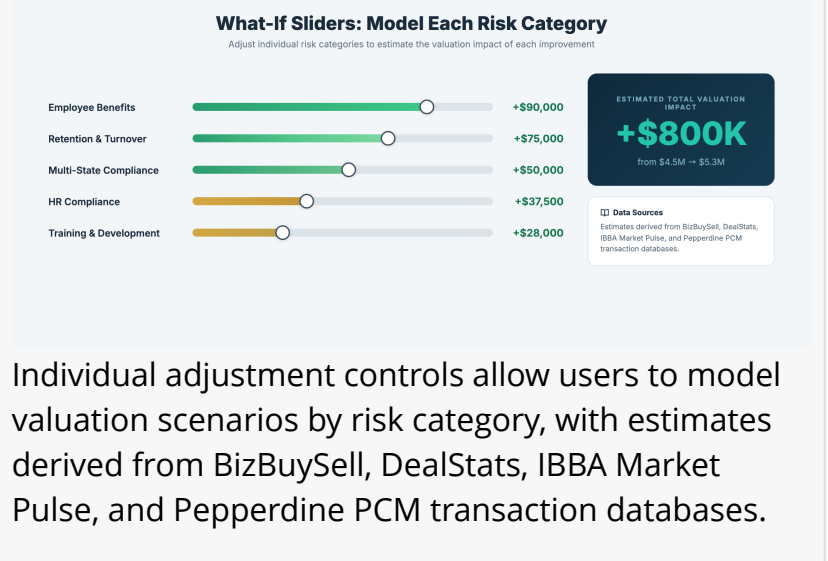 What-If Sliders: Model Each Risk Category
Adjust individual risk categories to estimate the valuation impact of each improvement
Employee Benefits +$90,000
Retention & Turnover +$75,000
Multi-State Compliance +$50,000
HR Compliance +$37,500
Training & Development +$28,000
ESTIMATED TOTAL VALUATION
IMPACT
+$800K
from $4.5M → $5.3M
Data Sources
Estimates derived from BizBuySell, DealStats,
IBBA Market Pulse, and Pepperdine PCM
transaction databases.
Individual adjustment controls allow users to model
valuation scenarios by risk category, with estimates
derived from BizBuySell, DealStats, IBBA Market
Pulse, and Pepperdine PCM transaction databases.